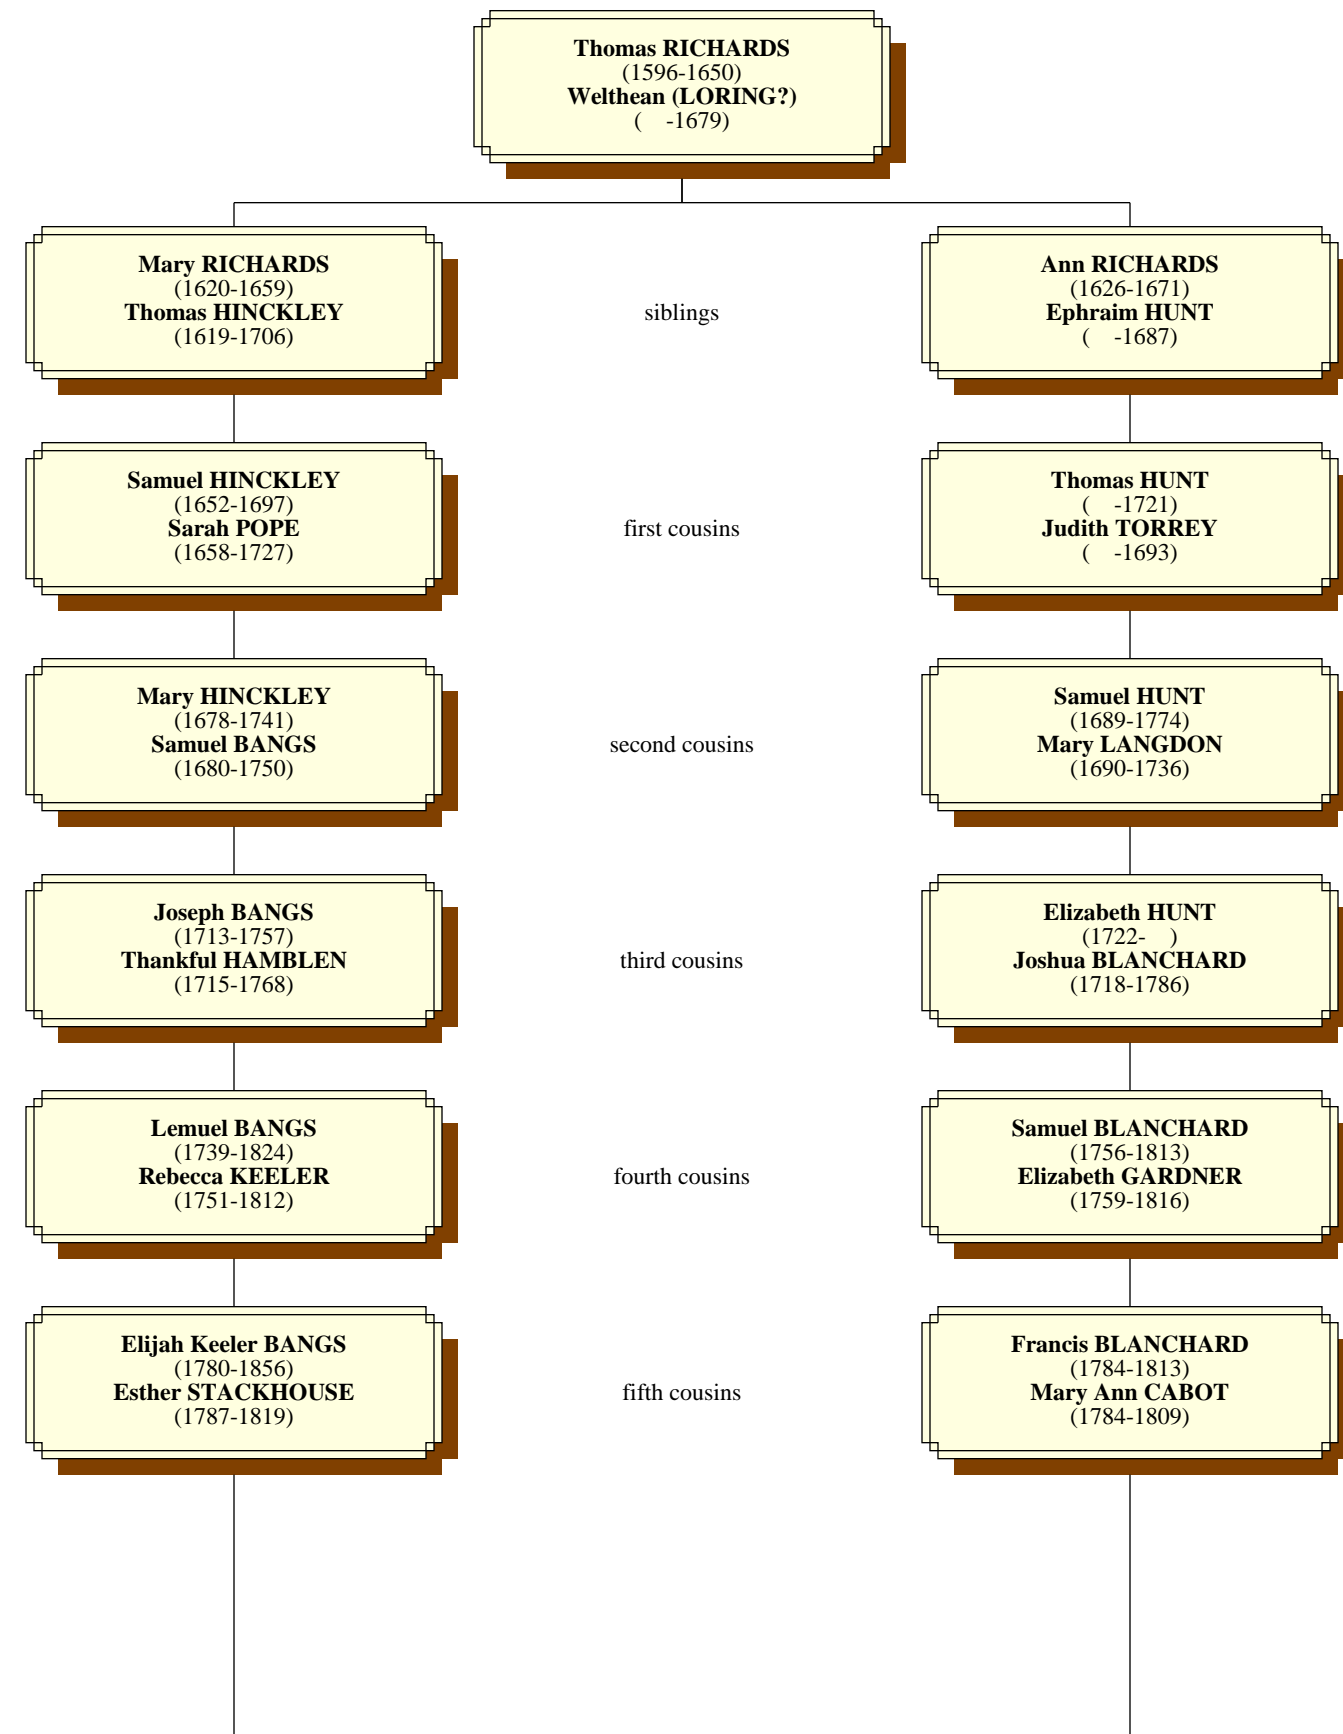 Thomas RICHARDS
(1596-1650)
Welthean (LORING?)
(    -1679)
Mary RICHARDS
(1620-1659)
Thomas HINCKLEY
(1619-1706)
siblings
Ann RICHARDS
(1626-1671)
Ephraim HUNT
(    -1687)
Samuel HINCKLEY
(1652-1697)
Sarah POPE
(1658-1727)
first cousins
Thomas HUNT
(    -1721)
Judith TORREY
(    -1693)
Mary HINCKLEY
(1678-1741)
Samuel BANGS
(1680-1750)
second cousins
Samuel HUNT
(1689-1774)
Mary LANGDON
(1690-1736)
Joseph BANGS
(1713-1757)
Thankful HAMBLEN
(1715-1768)
third cousins
Elizabeth HUNT
(1722-    )
Joshua BLANCHARD
(1718-1786)
Lemuel BANGS
(1739-1824)
Rebecca KEELER
(1751-1812)
fourth cousins
Samuel BLANCHARD
(1756-1813)
Elizabeth GARDNER
(1759-1816)
Elijah Keeler BANGS
(1780-1856)
Esther STACKHOUSE
(1787-1819)
fifth cousins
Francis BLANCHARD
(1784-1813)
Mary Ann CABOT
(1784-1809)